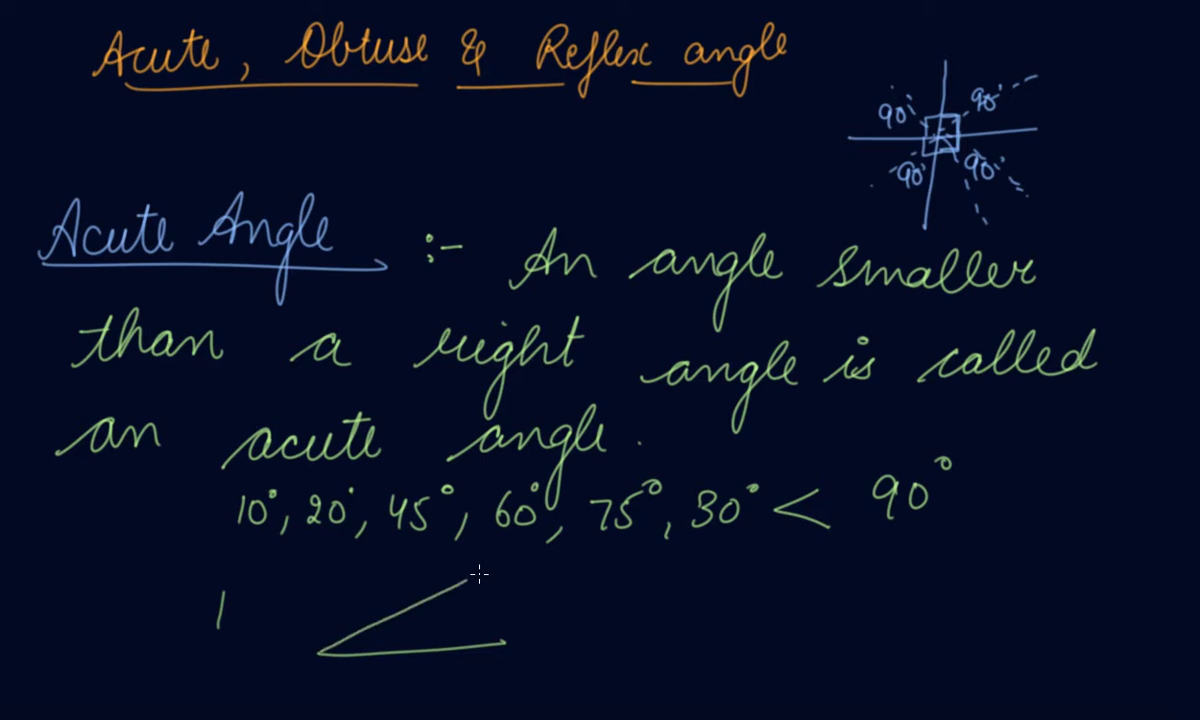 Acute, Obtuse & Reflex angle
90° 90°
90° 90°
Acute Angle :- An angle smaller
than a right angle is called
an acute angle.
10°, 20°, 45°, 60°, 75°, 30° < 90°